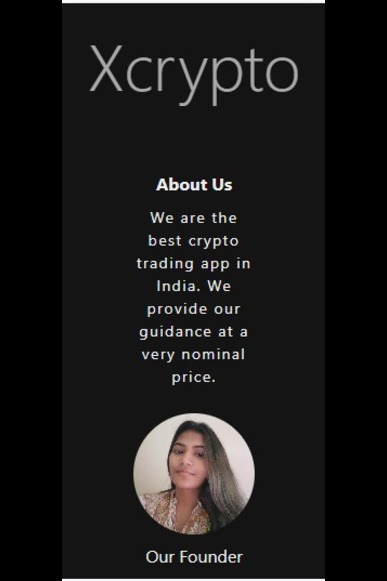 Xcrypto
About Us
We are the
best crypto
trading app in
India. We
provide our
guidance at a
very nominal
price.
Our Founder